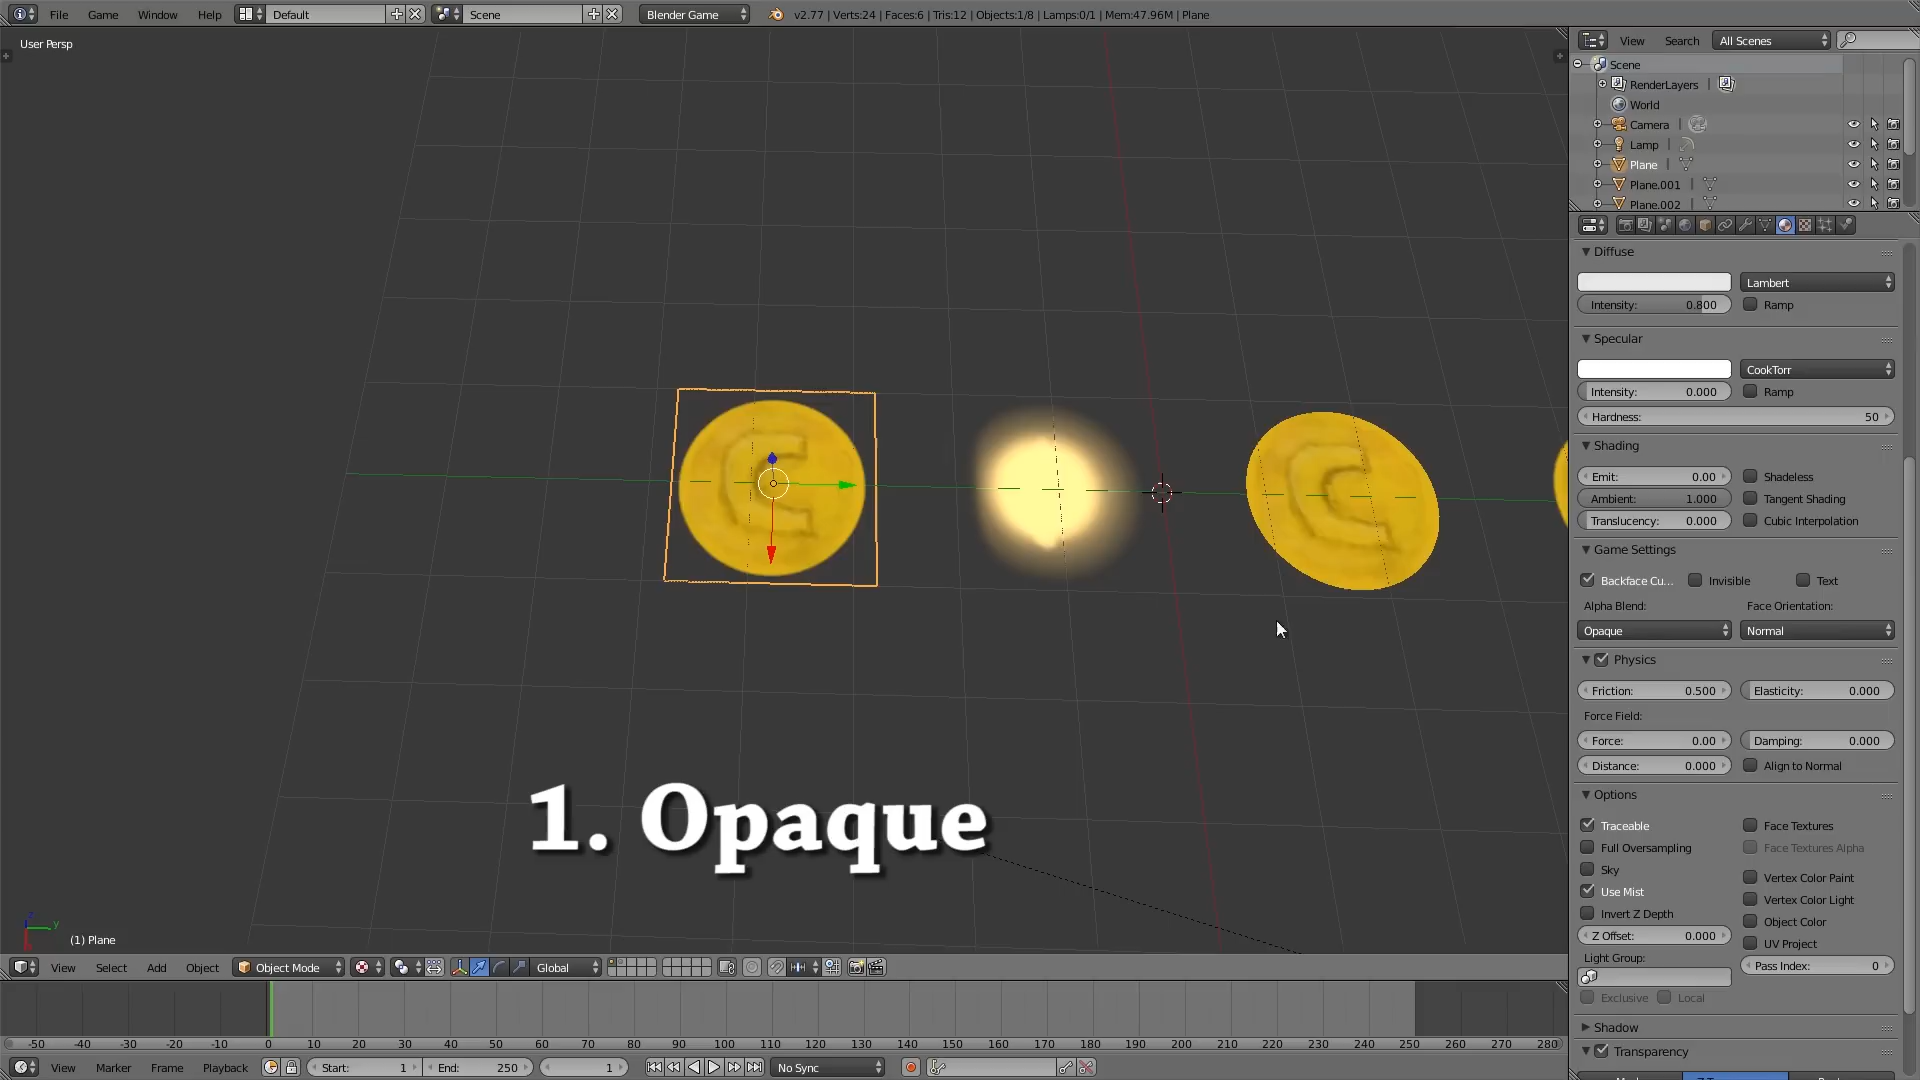 File Game Window Help Default Scene Blender Game v2.77 | Verts:24 | Faces:6 | Tris:12 | Objects:1/8 | Lamps:0/1 | Mem:47.96M | Plane
User Persp
View Search All Scenes
Scene
RenderLayers
World
Camera
Lamp
Plane
Plane.001
Plane.002
Diffuse
Lambert
Intensity: 0.800 Ramp
Specular
CookTorr
Intensity: 0.000 Ramp
Hardness: 50
Shading
Emit: 0.00 Shadeless
Ambient: 1.000 Tangent Shading
Translucency: 0.000 Cubic Interpolation
Game Settings
Backface Cu... Invisible Text
Alpha Blend: Face Orientation:
Opaque Normal
Physics
Friction: 0.500 Elasticity: 0.000
Force Field:
Force: 0.00 Damping: 0.000
Distance: 0.000 Align to Normal
Options
Traceable Face Textures
Full Oversampling Face Textures Alpha
Sky
Vertex Color Paint
Use Mist
Vertex Color Light
Invert Z Depth
Object Color
Z Offset: 0.000
UV Project
Light Group:
Pass Index: 0
Exclusive Local
Shadow
Transparency
1. Opaque
z
y
(1) Plane
View Select Add Object Object Mode Global
-50 -40 -30 -20 -10 0 10 20 30 40 50 60 70 80 90 100 110 120 130 140 150 160 170 180 190 200 210 220 230 240 250 260 270 280
View Marker Frame Playback Start: 1 End: 250 1 No Sync